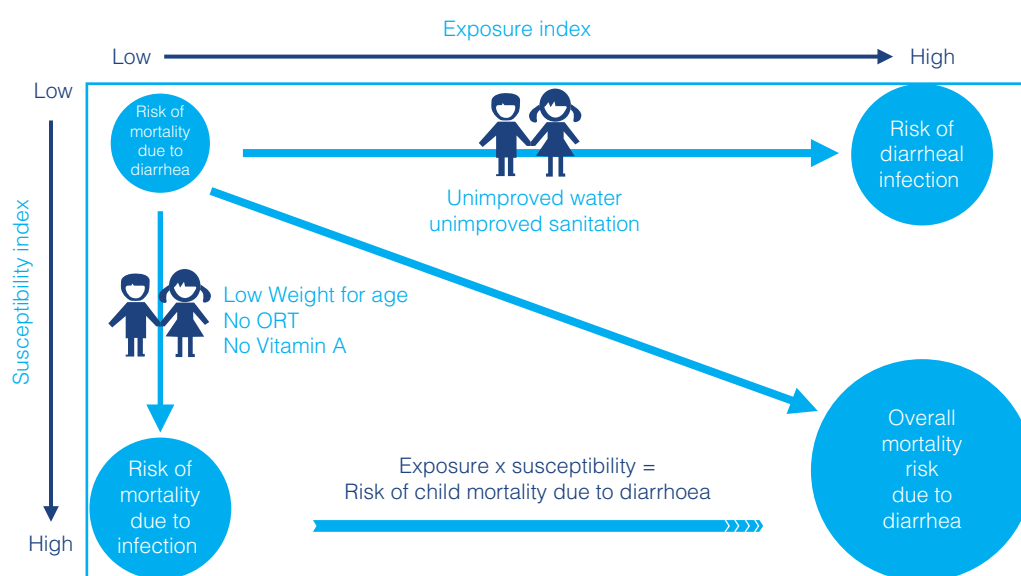 Exposure index
Low
High
Low
Risk of
mortality
due to
diarrhea
Risk of
diarrheal
infection
Unimproved water
unimproved sanitation
Susceptibility index
Low Weight for age
No ORT
No Vitamin A
Overall
mortality
risk
due to
diarrhea
Exposure x susceptibility =
Risk of child mortality due to diarrhoea
Risk of
mortality
due to
infection
High